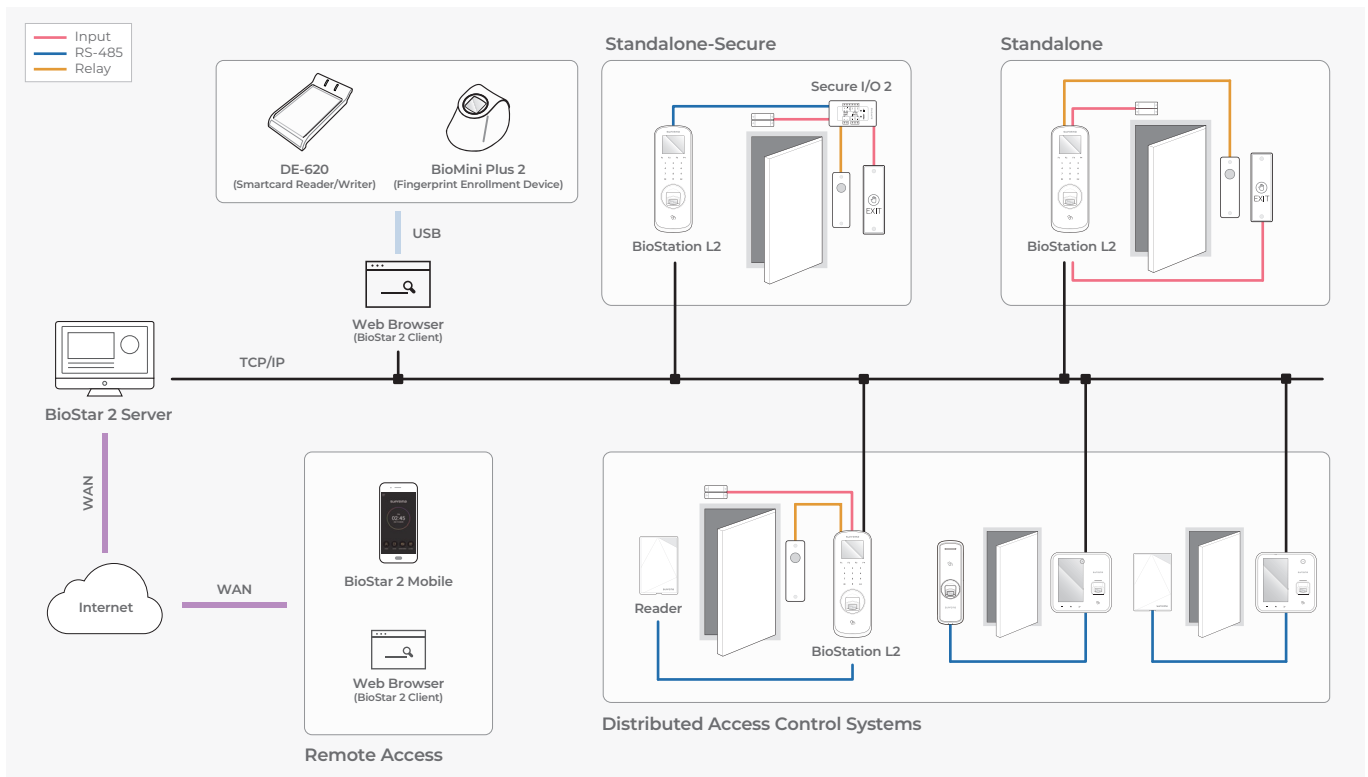 Input
RS-485
Relay
DE-620
(Smartcard Reader/Writer)
BioMini Plus 2
(Fingerprint Enrollment Device)
USB
Web Browser
(BioStar 2 Client)
Standalone-Secure
Secure I/O 2
EXIT
BioStation L2
Standalone
EXIT
BioStation L2
TCP/IP
BioStar 2 Server
WAN
Internet
WAN
02:45
BioStar 2 Mobile
Web Browser
(BioStar 2 Client)
Remote Access
Reader
BioStation L2
Distributed Access Control Systems